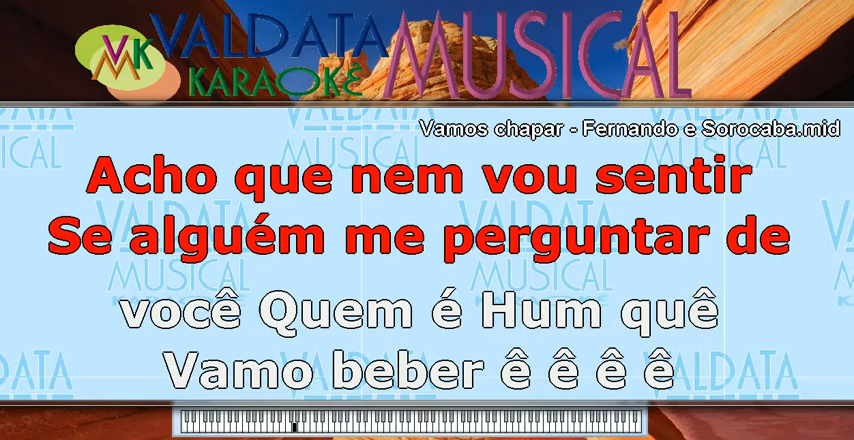 VMK VALDATA MUSICAL
KARAOKÊ
Vamos chapar - Fernando e Sorocaba.mid
Acho que nem vou sentir
Se alguém me perguntar de
você Quem é Hum quê
Vamo beber ê ê ê ê